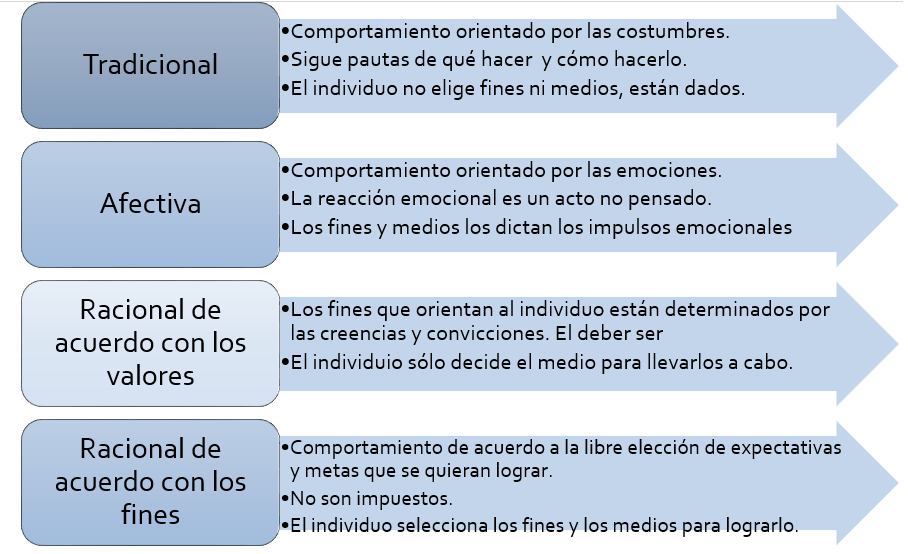 Tradicional
•Comportamiento orientado por las costumbres.
•Sigue pautas de qué hacer y cómo hacerlo.
•El individuo no elige fines ni medios, están dados.
Afectiva
•Comportamiento orientado por las emociones.
•La reacción emocional es un acto no pensado.
•Los fines y medios los dictan los impulsos emocionales
Racional de
acuerdo con los
valores
•Los fines que orientan al individuo están determinados por
las creencias y convicciones. El deber ser
•El individuio sólo decide el medio para llevarlos a cabo.
Racional de
acuerdo con los
fines
•Comportamiento de acuerdo a la libre elección de expectativas
y metas que se quieran lograr.
•No son impuestos.
•El individuo selecciona los fines y los medios para lograrlo.